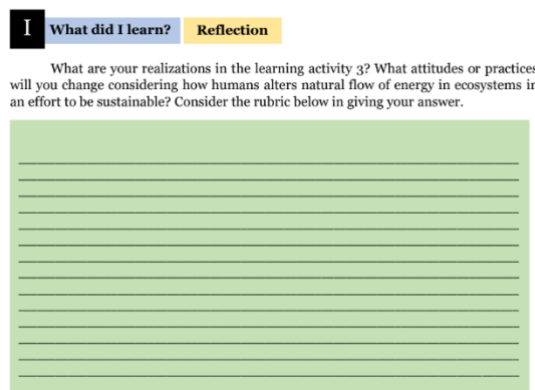 I What did I learn? Reflection
What are your realizations in the learning activity 3? What attitudes or practices
will you change considering how humans alters natural flow of energy in ecosystems in
an effort to be sustainable? Consider the rubric below in giving your answer.